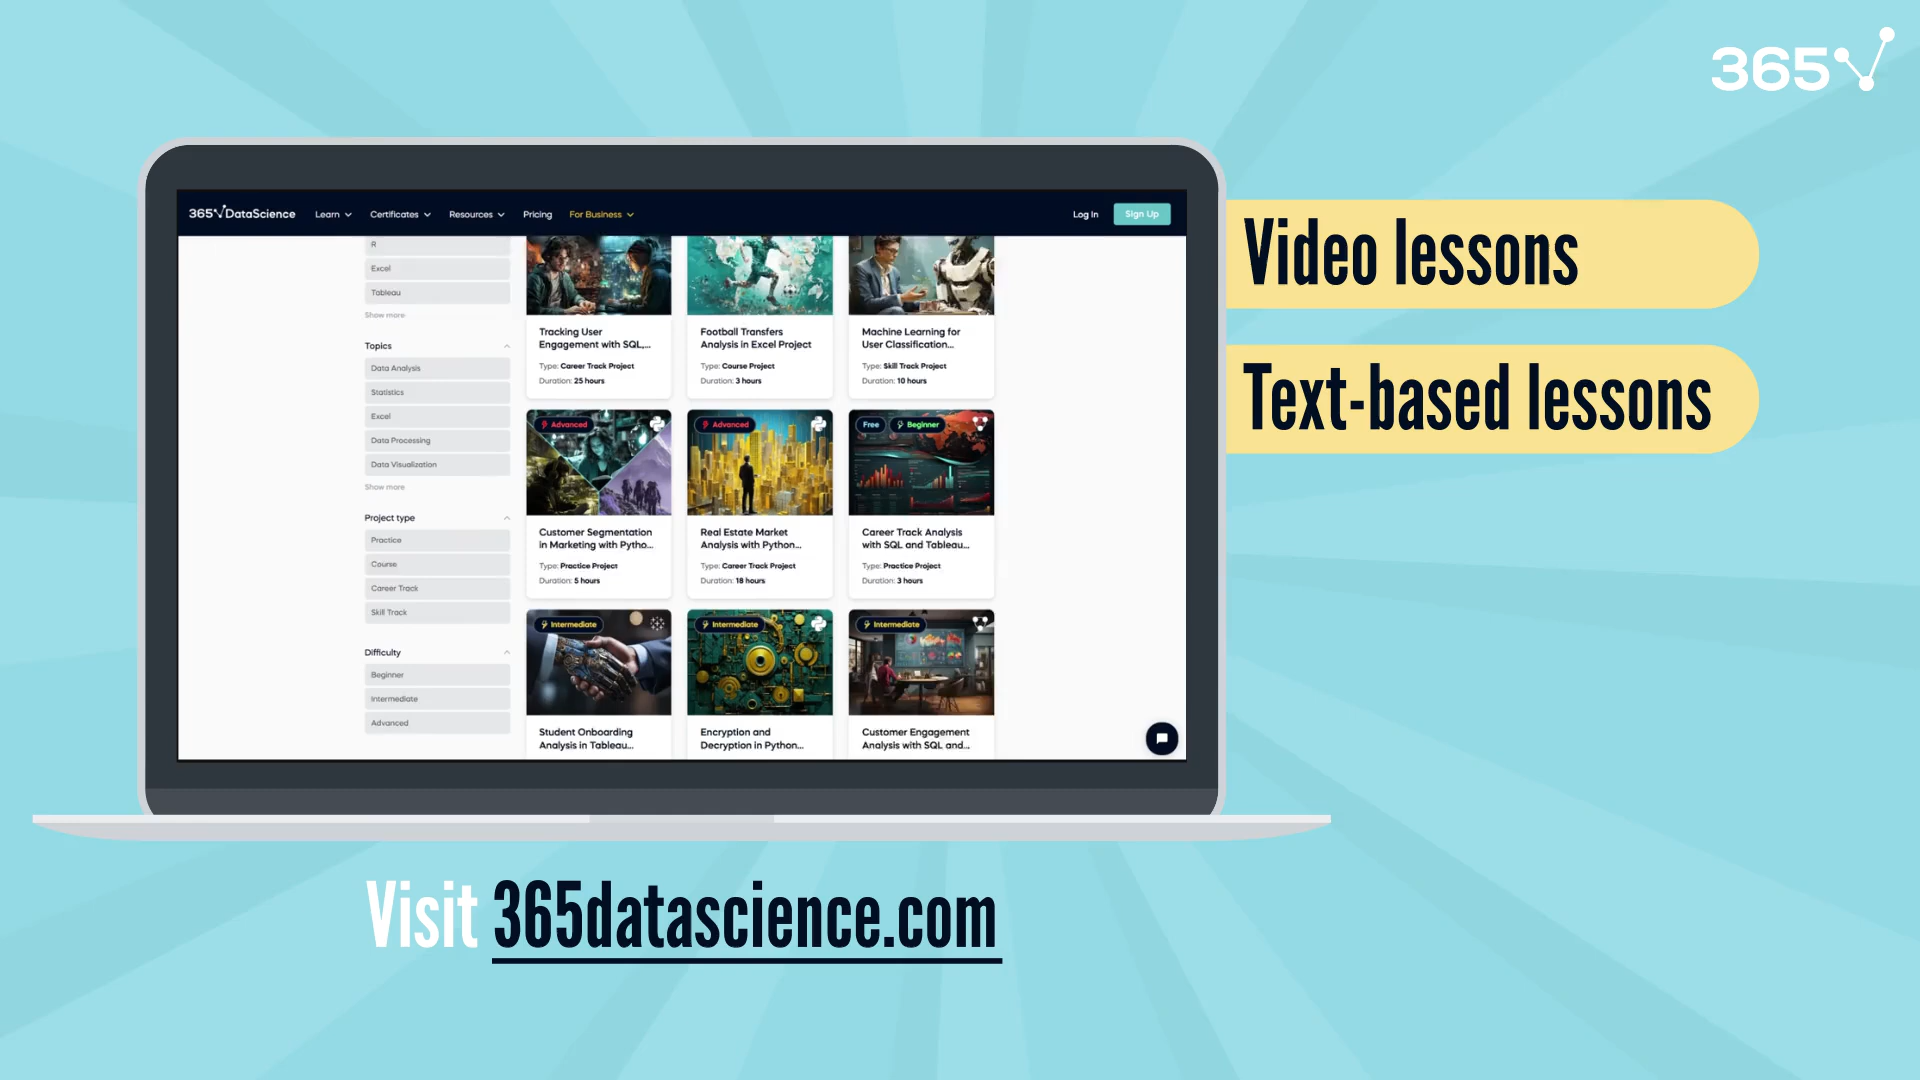 365
365 DataScience
Learn
Certificates
Resources
Pricing
For Business
Log In
Sign Up
R
Excel
Tableau
Show more
Topics
Data Analysis
Statistics
Excel
Data Processing
Data Visualization
Show more
Project type
Practice
Course
Career Track
Skill Track
Difficulty
Beginner
Intermediate
Advanced
Tracking User
Engagement with SQL,...
Type: Career Track Project
Duration: 25 hours
Football Transfers
Analysis in Excel Project
Type: Course Project
Duration: 3 hours
Machine Learning for
User Classification...
Type: Skill Track Project
Duration: 10 hours
Advanced
Customer Segmentation
in Marketing with Pytho...
Type: Practice Project
Duration: 5 hours
Advanced
Real Estate Market
Analysis with Python...
Type: Career Track Project
Duration: 18 hours
Free
Beginner
Career Track Analysis
with SQL and Tableau...
Type: Practice Project
Duration: 3 hours
Intermediate
Student Onboarding
Analysis in Tableau...
Intermediate
Encryption and
Decryption in Python...
Intermediate
Customer Engagement
Analysis with SQL and...
Video lessons
Text-based lessons
Visit 365datascience.com